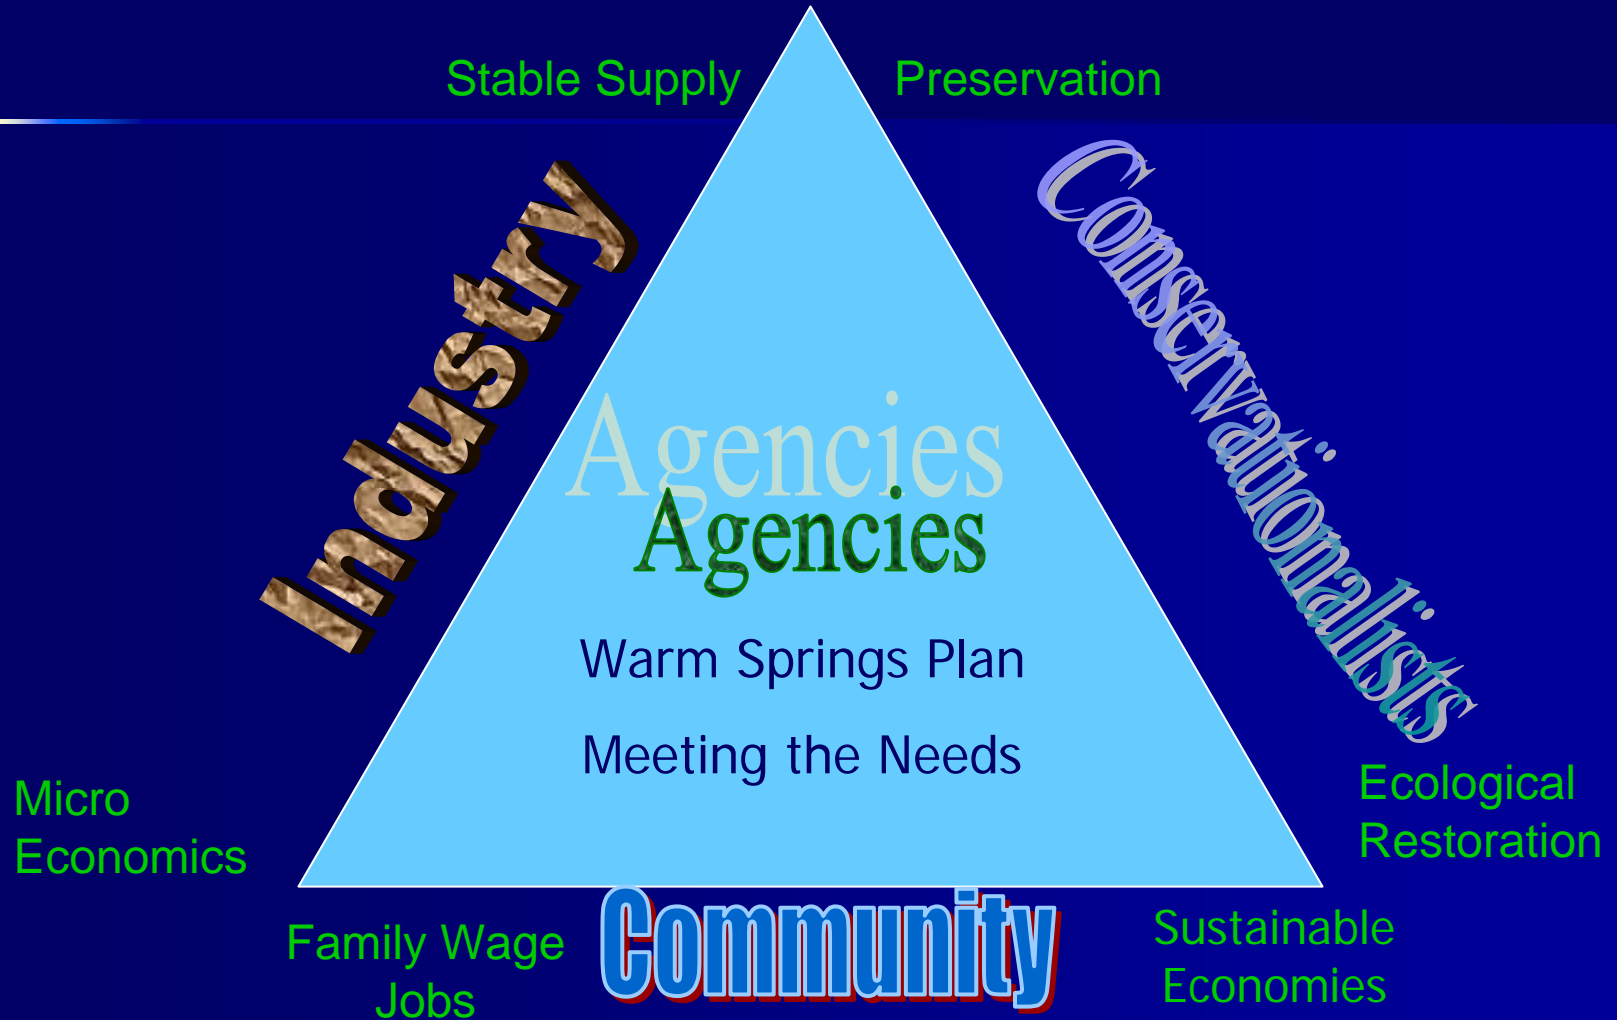 Stable Supply
Preservation
Industry
Conservationalists
Agencies
Agencies
Warm Springs Plan
Meeting the Needs
Micro
Economics
Ecological
Restoration
Family Wage
Jobs
Community
Sustainable
Economies